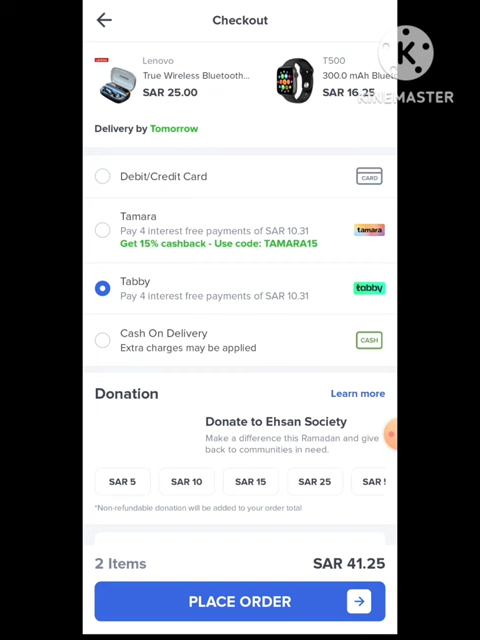 Checkout
Lenovo
True Wireless Bluetooth...
SAR 25.00
T500
300.0 mAh Bluet
SAR 16.25
K
KINEMASTER
Delivery by Tomorrow
Debit/Credit Card
CARD
Tamara
Pay 4 interest free payments of SAR 10.31
Get 15% cashback - Use code: TAMARA15
tamara
Tabby
Pay 4 interest free payments of SAR 10.31
tabby
Cash On Delivery
Extra charges may be applied
CASH
Donation
Learn more
Donate to Ehsan Society
Make a difference this Ramadan and give
back to communities in need.
SAR 5
SAR 10
SAR 15
SAR 25
SAR
*Non-refundable donation will be added to your order total
2 Items
SAR 41.25
PLACE ORDER